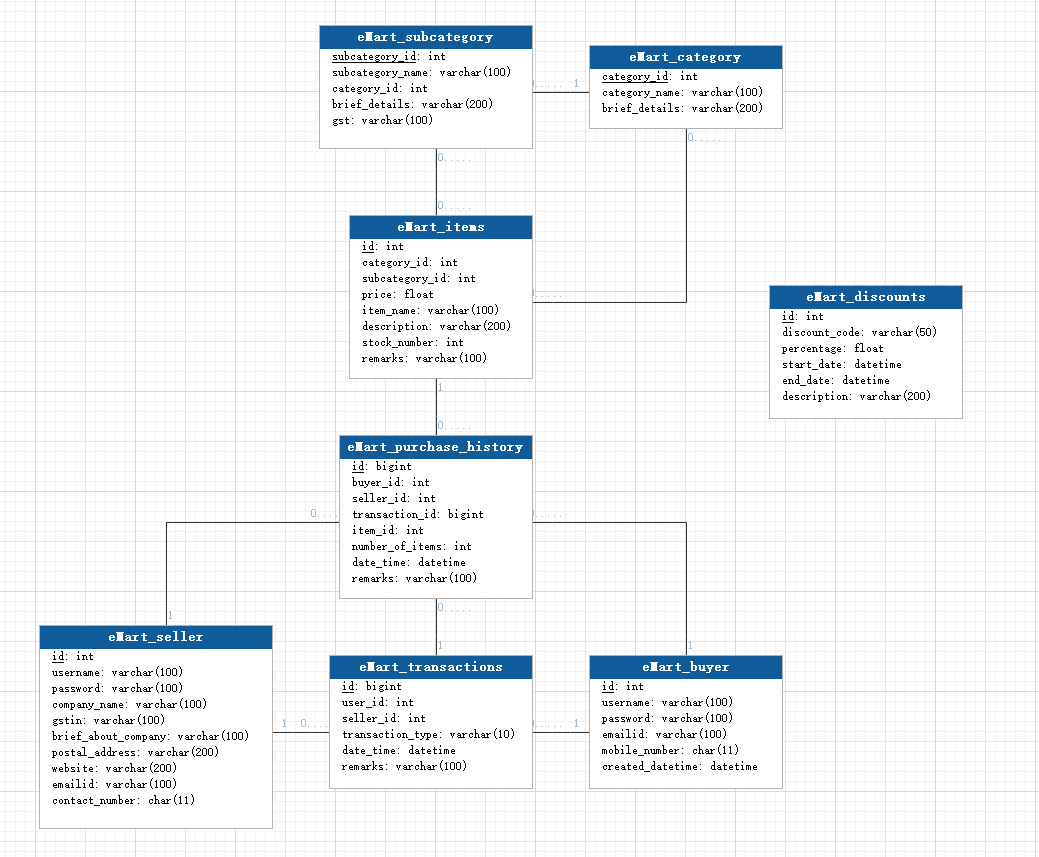 eMart_subcategory
subcategory_id: int
subcategory_name: varchar(100)
category_id: int
brief_details: varchar(200)
gst: varchar(100)
0..... 1
eMart_category
category_id: int
category_name: varchar(100)
brief_details: varchar(200)
0.....
0.....
0.....
eMart_items
id: int
category_id: int
subcategory_id: int
price: float
item_name: varchar(100)
description: varchar(200)
stock_number: int
remarks: varchar(100)
0.....
eMart_discounts
id: int
discount_code: varchar(50)
percentage: float
start_date: datetime
end_date: datetime
description: varchar(200)
1
0.....
eMart_purchase_history
id: bigint
buyer_id: int
seller_id: int
transaction_id: bigint
item_id: int
number_of_items: int
date_time: datetime
remarks: varchar(100)
0....
0.....
0.....
1
1
1
eMart_seller
id: int
username: varchar(100)
password: varchar(100)
company_name: varchar(100)
gstin: varchar(100)
brief_about_company: varchar(100)
postal_address: varchar(200)
website: varchar(200)
emailid: varchar(100)
contact_number: char(11)
1 0....
eMart_transactions
id: bigint
user_id: int
seller_id: int
transaction_type: varchar(10)
date_time: datetime
remarks: varchar(100)
0..... 1
eMart_buyer
id: int
username: varchar(100)
password: varchar(100)
emailid: varchar(100)
mobile_number: char(11)
created_datetime: datetime